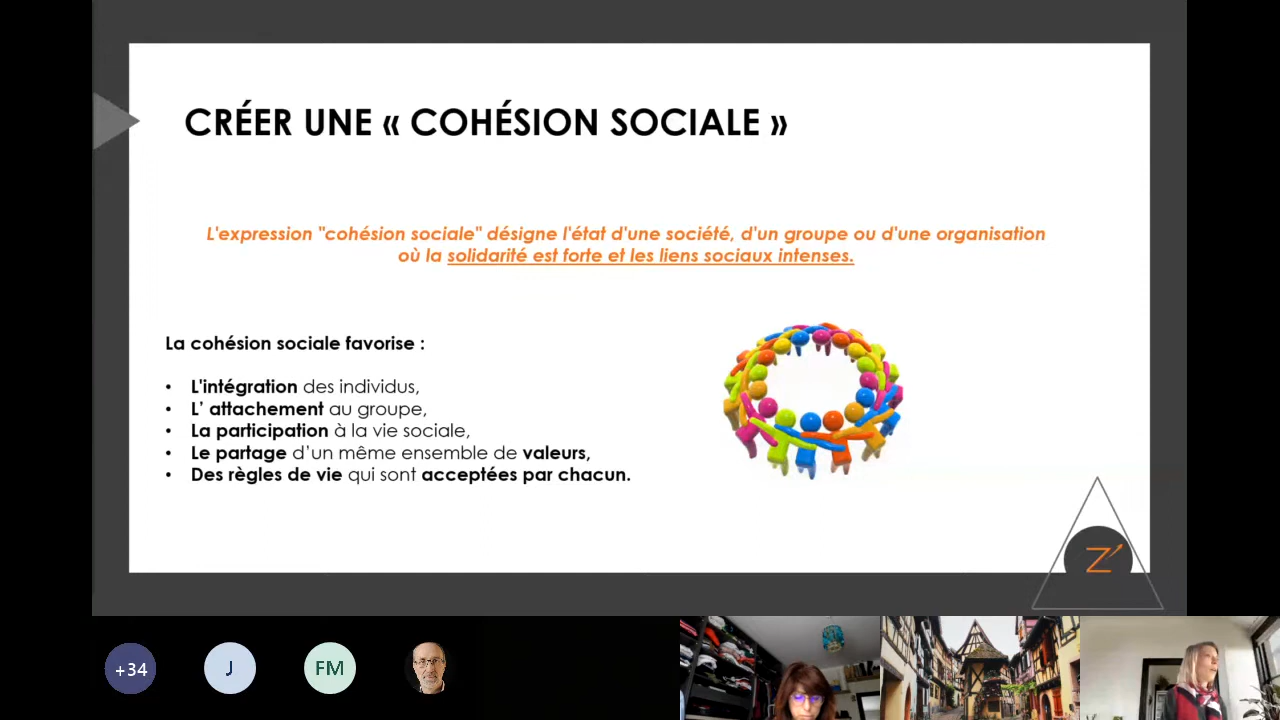 CRÉER UNE « COHÉSION SOCIALE »
L'expression "cohésion sociale" désigne l'état d'une société, d'un groupe ou d'une organisation
où la solidarité est forte et les liens sociaux intenses.
La cohésion sociale favorise :
• L'intégration des individus,
• L’ attachement au groupe,
• La participation à la vie sociale,
• Le partage d’un même ensemble de valeurs,
• Des règles de vie qui sont acceptées par chacun.
Z
+34
J
FM